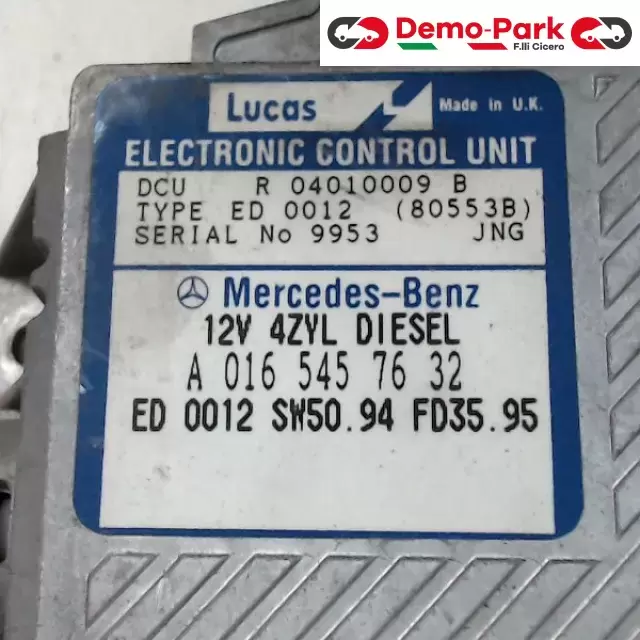 Demo-Park
F.lli Cicero
Lucas
Made in U.K.
ELECTRONIC CONTROL UNIT
DCU R 04010009 B
TYPE ED 0012 (80553B)
SERIAL No 9953 JNG
Mercedes-Benz
12V 4ZYL DIESEL
A 016 545 76 32
ED 0012 SW50.94 FD35.95